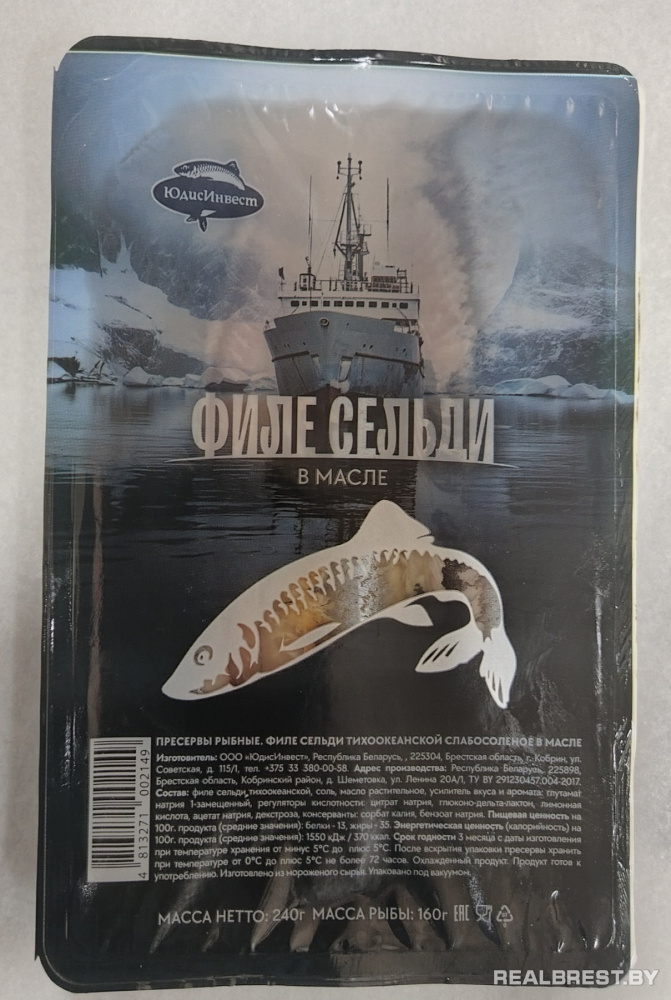 ЮдисИнвест
ФИЛЕ СЕЛЬДИ
В МАСЛЕ
ПРЕСЕРВЫ РЫБНЫЕ. ФИЛЕ СЕЛЬДИ ТИХООКЕАНСКОЙ СЛАБОСОЛЕНОЕ В МАСЛЕ
Изготовитель: ООО «ЮдисИнвест», Республика Беларусь, , 225304, Брестская область, г. Кобрин, ул.
Советская, д. 115/1, тел. +375 33 380-00-58. Адрес производства: Республика Беларусь, 225898,
Брестская область, Кобринский район, д. Шеметовка, ул. Ленина 20А/1, ТУ BY 291230457.004-2017.
Состав: филе сельди тихоокеанской, соль, масло растительное, усилитель вкуса и аромата: глутамат
натрия 1-замещенный, регуляторы кислотности: цитрат натрия, глюконо-дельта-лактон, лимонная
кислота, ацетат натрия, декстроза, консерванты: сорбат калия, бензоат натрия. Пищевая ценность на
100г. продукта (средние значения): белки - 13, жиры - 35. Энергетическая ценность (калорийность) на
100г. продукта (средние значения): 1550 кДж / 370 ккал. Срок годности 3 месяца с даты изготовления
при температуре хранения от минус 5°С до плюс 5°С. После вскрытия упаковки пресервы хранить
при температуре от 0°С до плюс 5°С не более 72 часов. Охлажденный продукт. Продукт готов к
употреблению. Изготовлено из мороженого сырья. Упаковано под вакуумом.
4 813271 002149
МАССА НЕТТО: 240г МАССА РЫБЫ: 160г EAC
REALBREST.BY